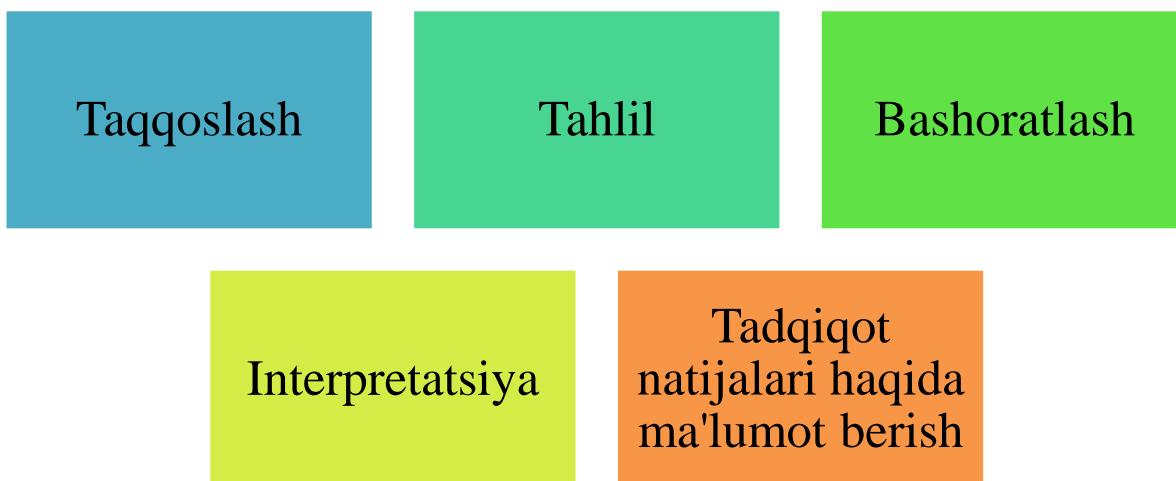 Taqqoslash
Tahlil
Bashoratlash
Interpretatsiya
Tadqiqot
natijalari haqida
ma'lumot berish